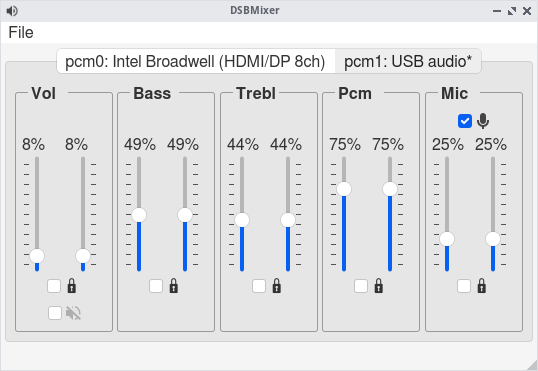 DSBMixer
File
pcm0: Intel Broadwell (HDMI/DP 8ch) pcm1: USB audio*
Vol Bass Trebl Pcm Mic
8% 8% 49% 49% 44% 44% 75% 75% 25% 25%